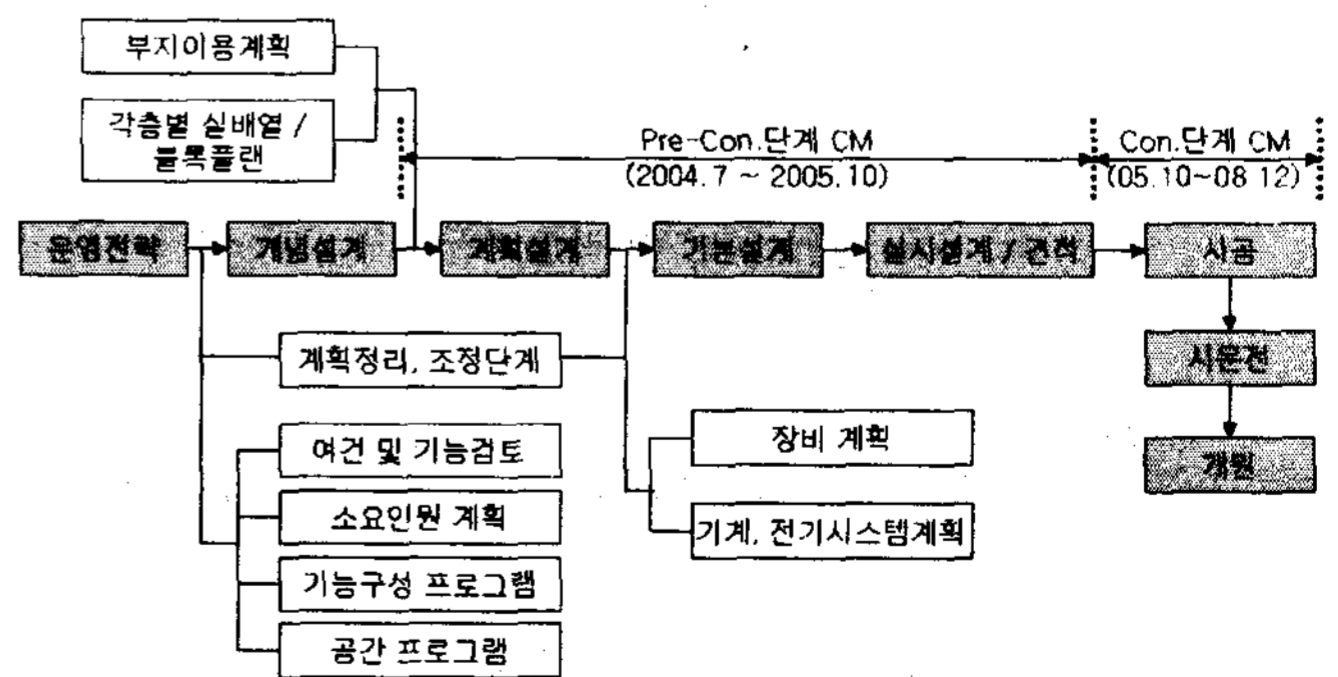 부지이용계획
각층별 실배열 /
블록플랜
Pre-Con.단계 CM
(2004.7 ~ 2005.10)
Con.단계 CM
(05.10~08 12)
운영전략
개념설계
계획설계
기본설계
실시설계 / 견적
시공
계획정리, 조정단계
시운전
여건 및 기능검토
장비 계획
개원
소요인원 계획
기계, 전기시스템계획
기능구성 프로그램
공간 프로그램